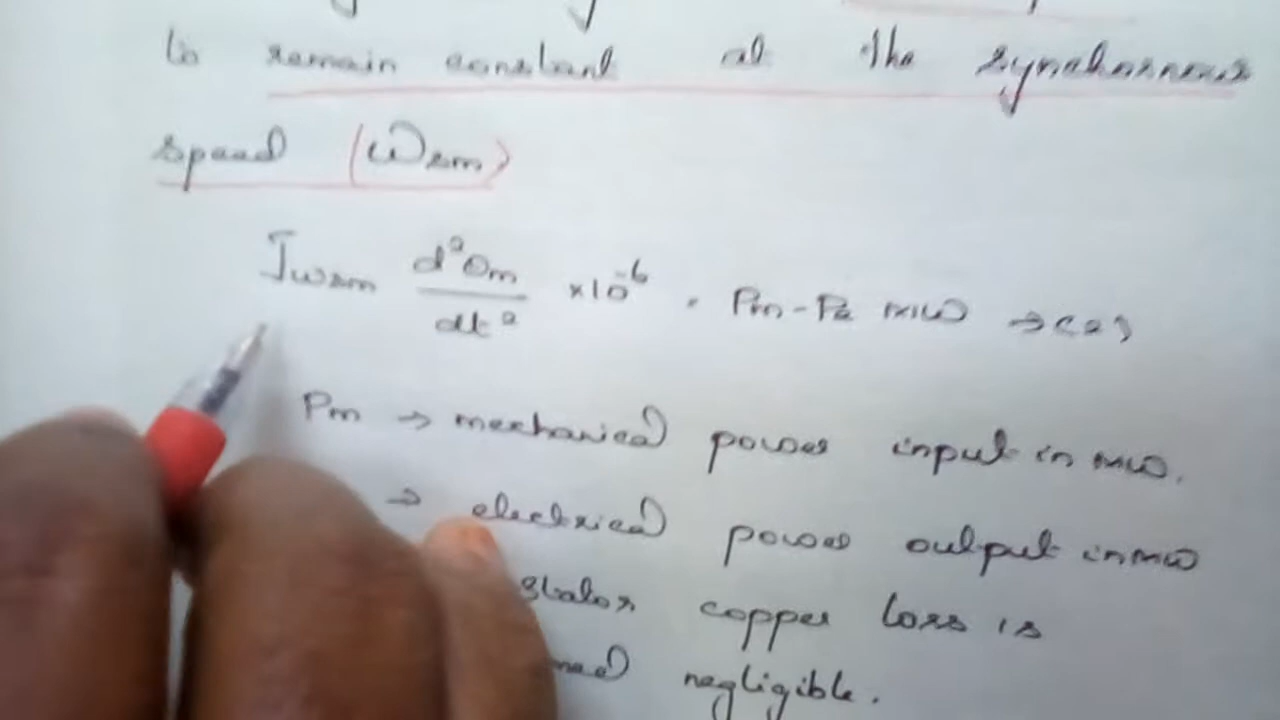 to remain constant at the synchronous
speed (ωsm)
Jωsm d²θm/dt² ×10⁻⁶ = Pm - Pe MW → (2)
Pm → mechanical power input in MW.
→ electrical power output in MW
stator copper loss is
negligible.